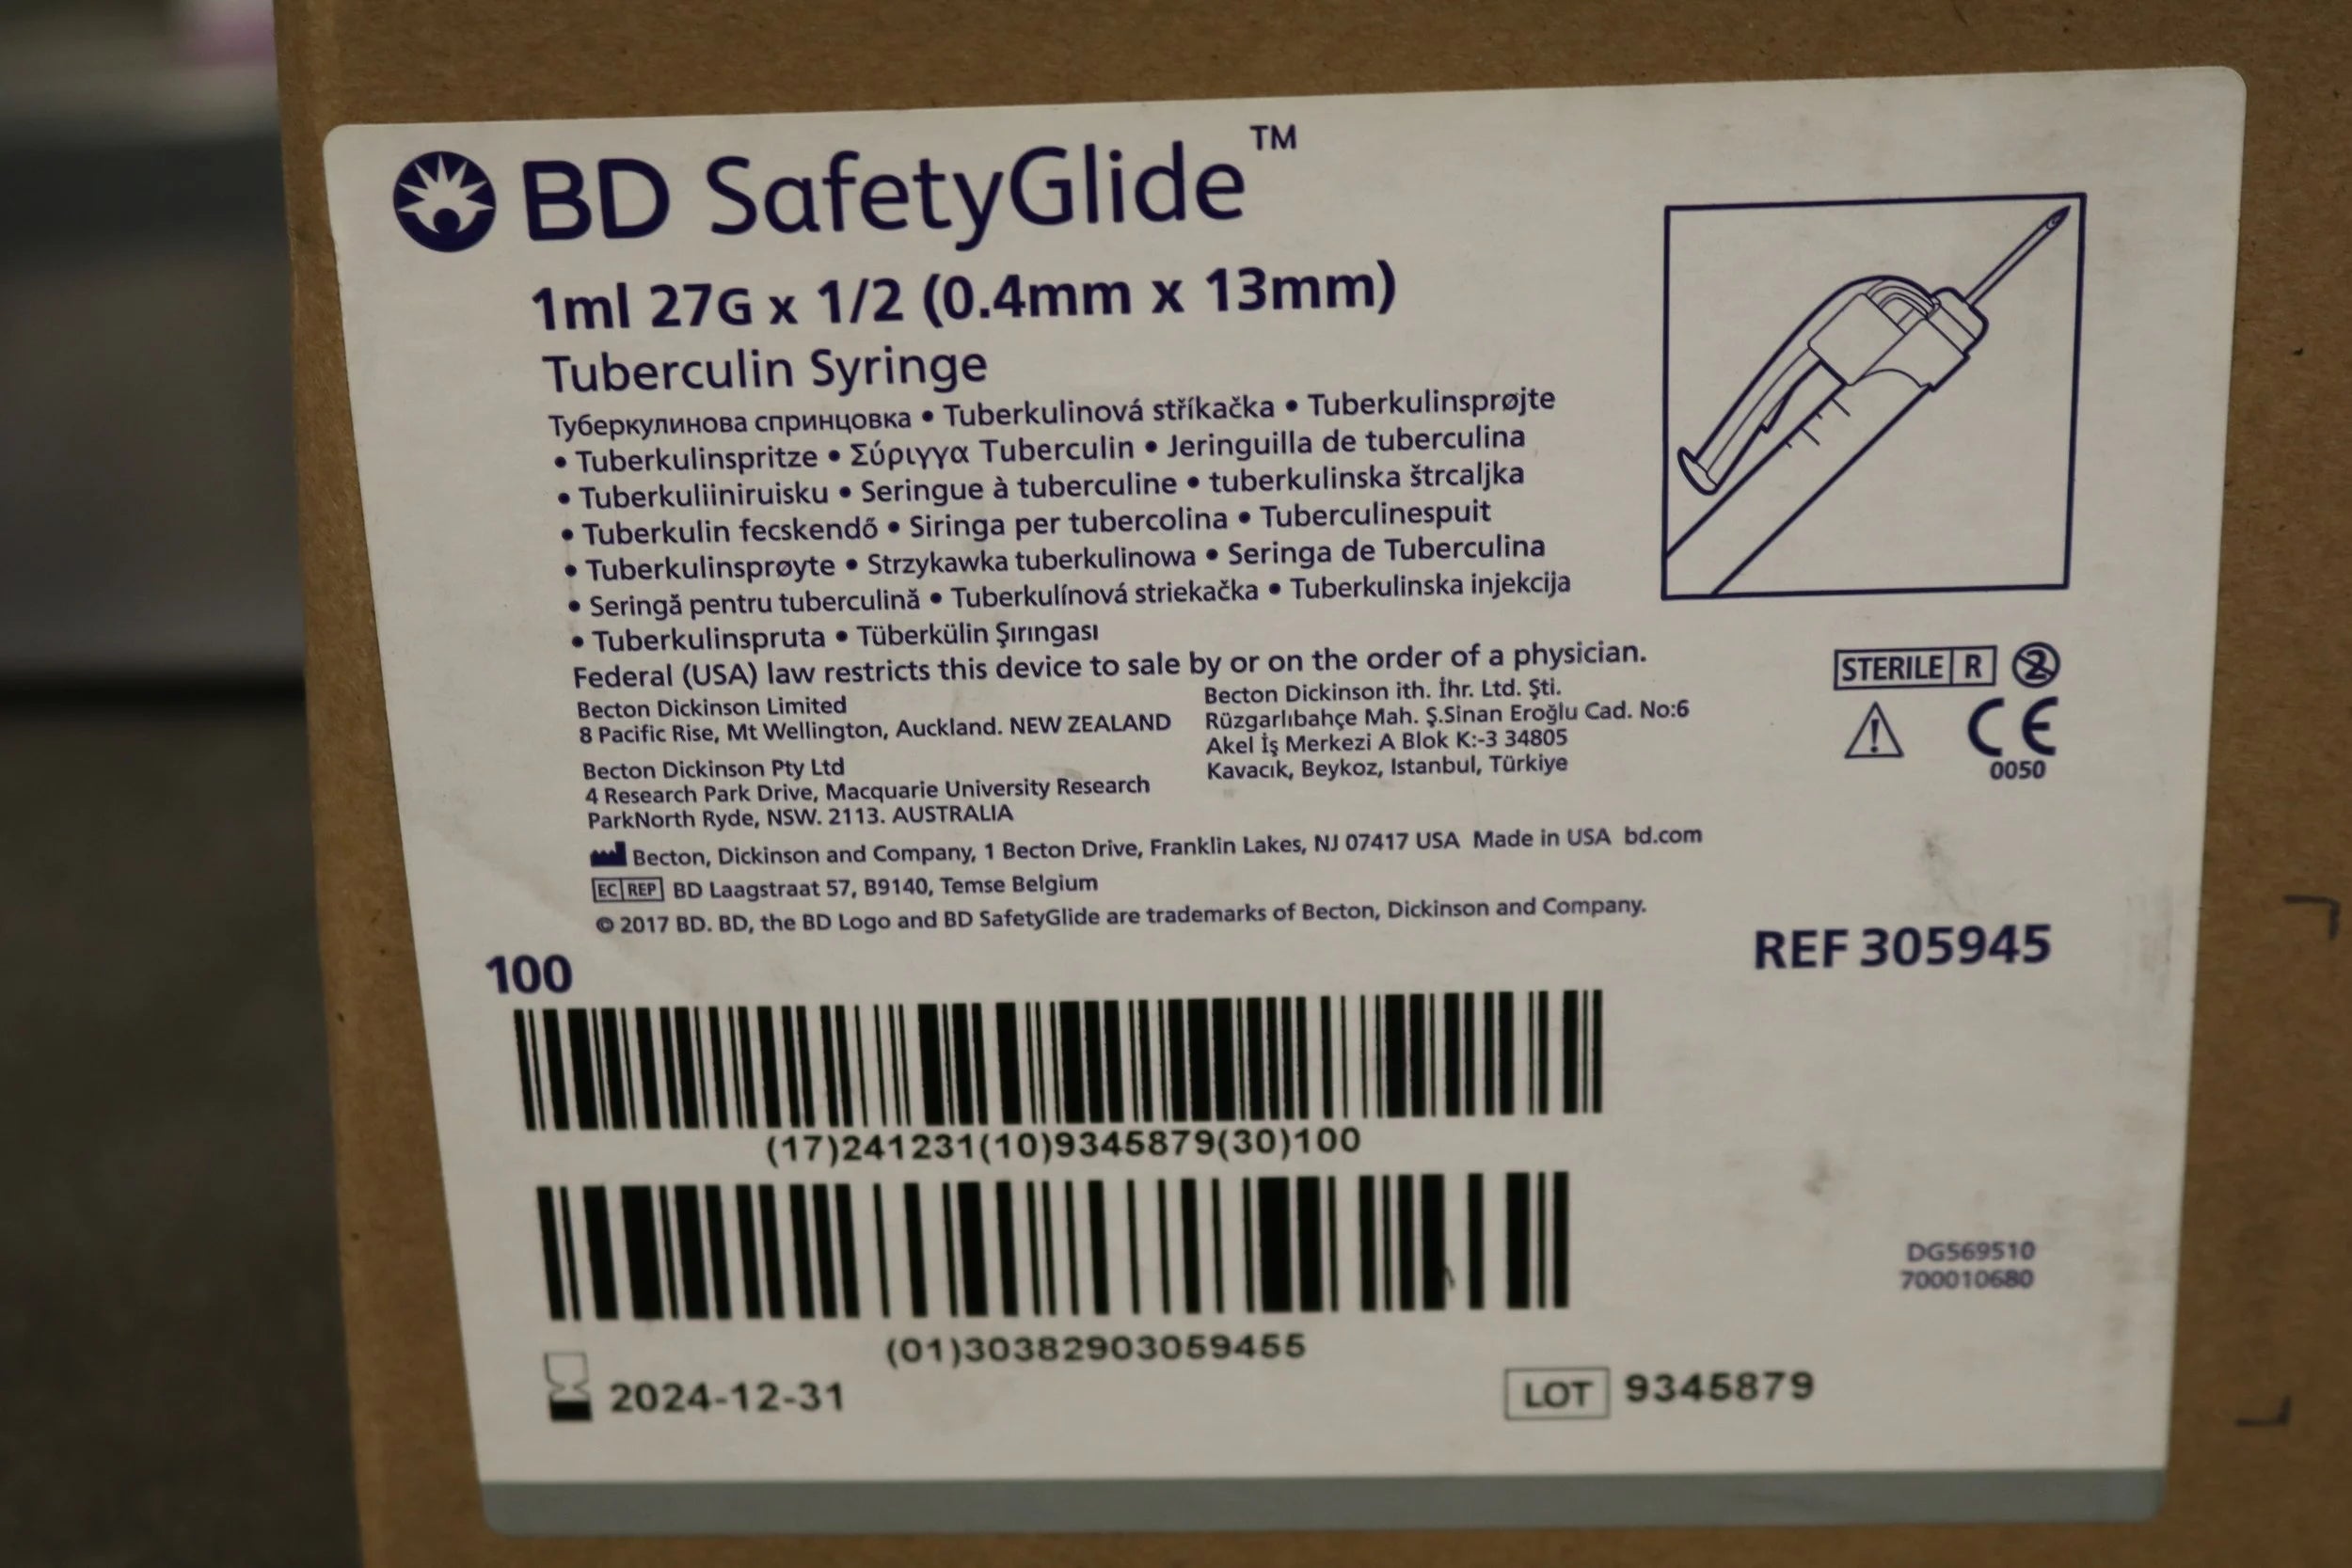 BD SafetyGlide™
1ml 27G x 1/2 (0.4mm x 13mm)
Tuberculin Syringe
Туберкулинова спринцовка • Tuberkulinová stříkačka • Tuberkulinsprøjte
• Tuberkulinspritze • Σύριγγα Tuberculin • Jeringuilla de tuberculina
• Tuberkuliiniruisku • Seringue à tuberculine • tuberkulinska štrcaljka
• Tuberkulin fecskendő • Siringa per tubercolina • Tuberculinespuit
• Tuberkulinsprøyte • Strzykawka tuberkulinowa • Seringa de Tuberculina
• Seringă pentru tuberculină • Tuberkulínová striekačka • Tuberkulinska injekcija
• Tuberkulinspruta • Tüberkülin Şırıngası
Federal (USA) law restricts this device to sale by or on the order of a physician.
Becton Dickinson Limited
8 Pacific Rise, Mt Wellington, Auckland. NEW ZEALAND
Becton Dickinson Pty Ltd
4 Research Park Drive, Macquarie University Research
ParkNorth Ryde, NSW. 2113. AUSTRALIA
Becton Dickinson ith. İhr. Ltd. Şti.
Rüzgarlıbahçe Mah. Ş.Sinan Eroğlu Cad. No:6
Akel İş Merkezi A Blok K:-3 34805
Kavacık, Beykoz, Istanbul, Türkiye
STERILE R 2
CE
0050
Becton, Dickinson and Company, 1 Becton Drive, Franklin Lakes, NJ 07417 USA Made in USA bd.com
EC REP BD Laagstraat 57, B9140, Temse Belgium
© 2017 BD. BD, the BD Logo and BD SafetyGlide are trademarks of Becton, Dickinson and Company.
100
REF 305945
(17)241231(10)9345879(30)100
(01)30382903059455
DG569510
700010680
2024-12-31
LOT 9345879